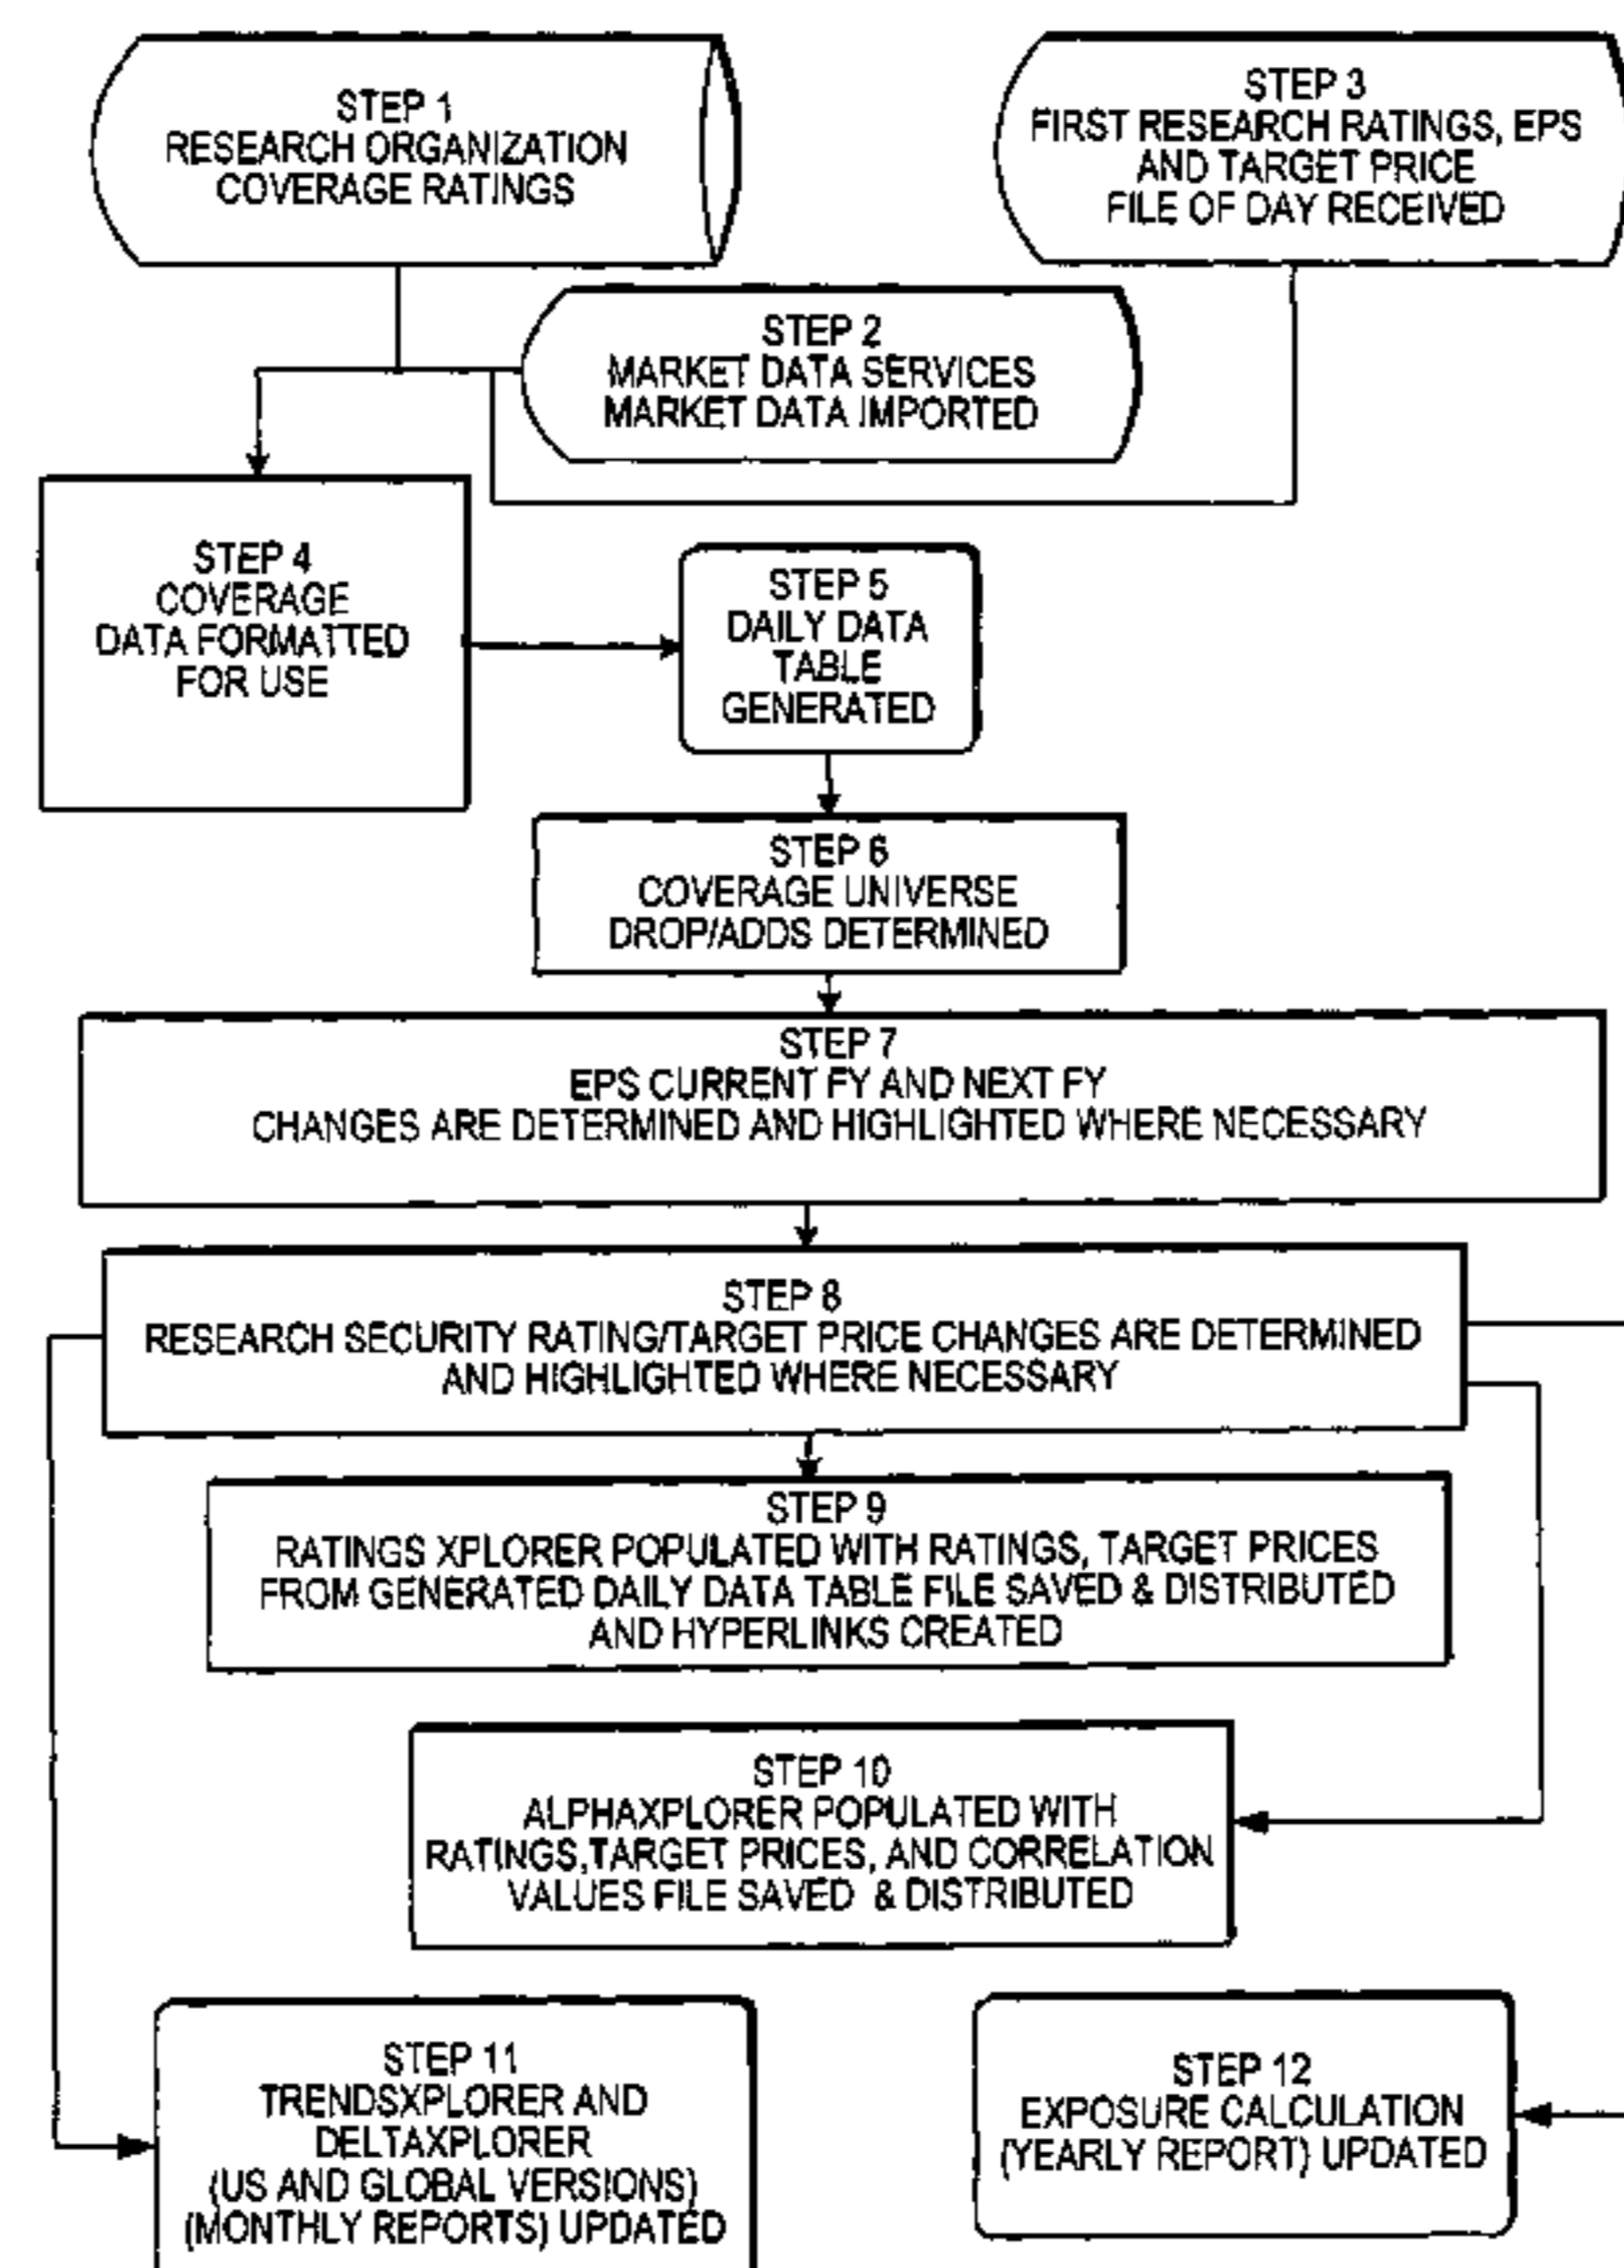 STEP 1
RESEARCH ORGANIZATION
COVERAGE RATINGS
STEP 3
FIRST RESEARCH RATINGS, EPS
AND TARGET PRICE
FILE OF DAY RECEIVED
STEP 2
MARKET DATA SERVICES
MARKET DATA IMPORTED
STEP 4
COVERAGE
DATA FORMATTED
FOR USE
STEP 5
DAILY DATA
TABLE
GENERATED
STEP 6
COVERAGE UNIVERSE
DROP/ADDS DETERMINED
STEP 7
EPS CURRENT FY AND NEXT FY
CHANGES ARE DETERMINED AND HIGHLIGHTED WHERE NECESSARY
STEP 8
RESEARCH SECURITY RATING/TARGET PRICE CHANGES ARE DETERMINED
AND HIGHLIGHTED WHERE NECESSARY
STEP 9
RATINGS XPLORER POPULATED WITH RATINGS, TARGET PRICES
FROM GENERATED DAILY DATA TABLE FILE SAVED & DISTRIBUTED
AND HYPERLINKS CREATED
STEP 10
ALPHAXPLORER POPULATED WITH
RATINGS,TARGET PRICES, AND CORRELATION
VALUES FILE SAVED & DISTRIBUTED
STEP 11
TRENDSXPLORER AND
DELTAXPLORER
(US AND GLOBAL VERSIONS)
(MONTHLY REPORTS) UPDATED
STEP 12
EXPOSURE CALCULATION
(YEARLY REPORT) UPDATED